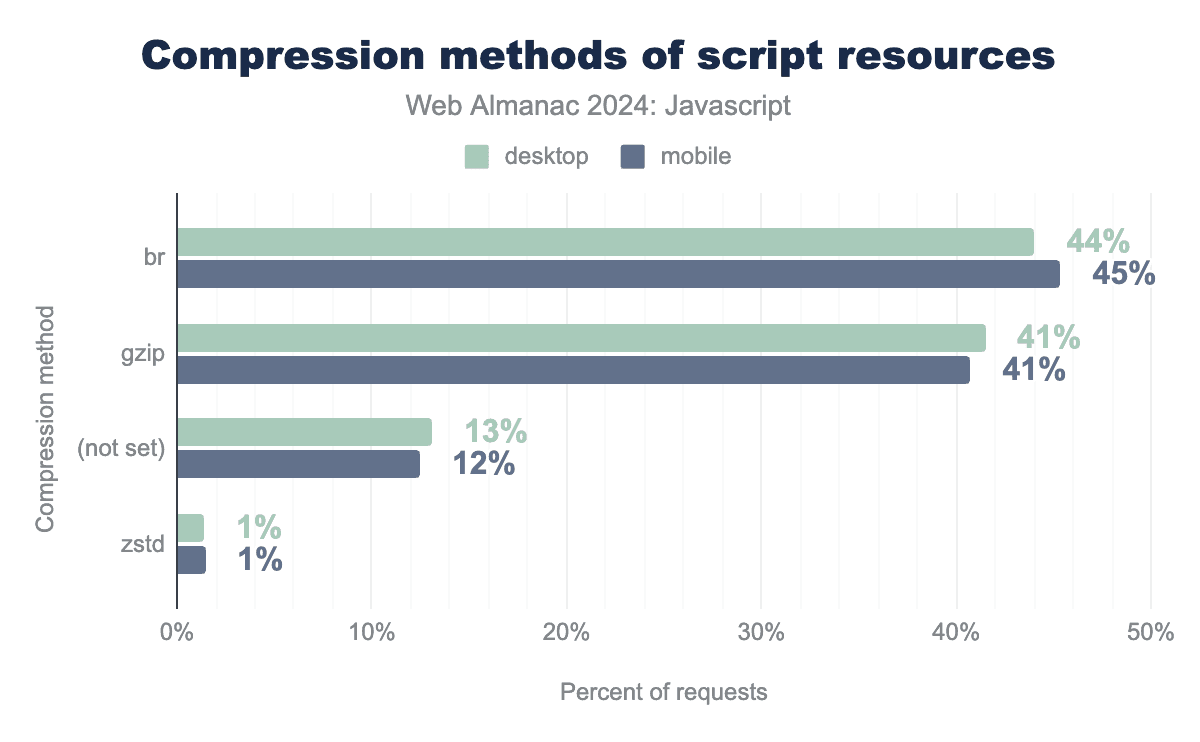 Compression methods of script resources
Web Almanac 2024: Javascript
desktop mobile
Compression method
br
44%
45%
gzip
41%
41%
(not set)
13%
12%
zstd
1%
1%
0% 10% 20% 30% 40% 50%
Percent of requests